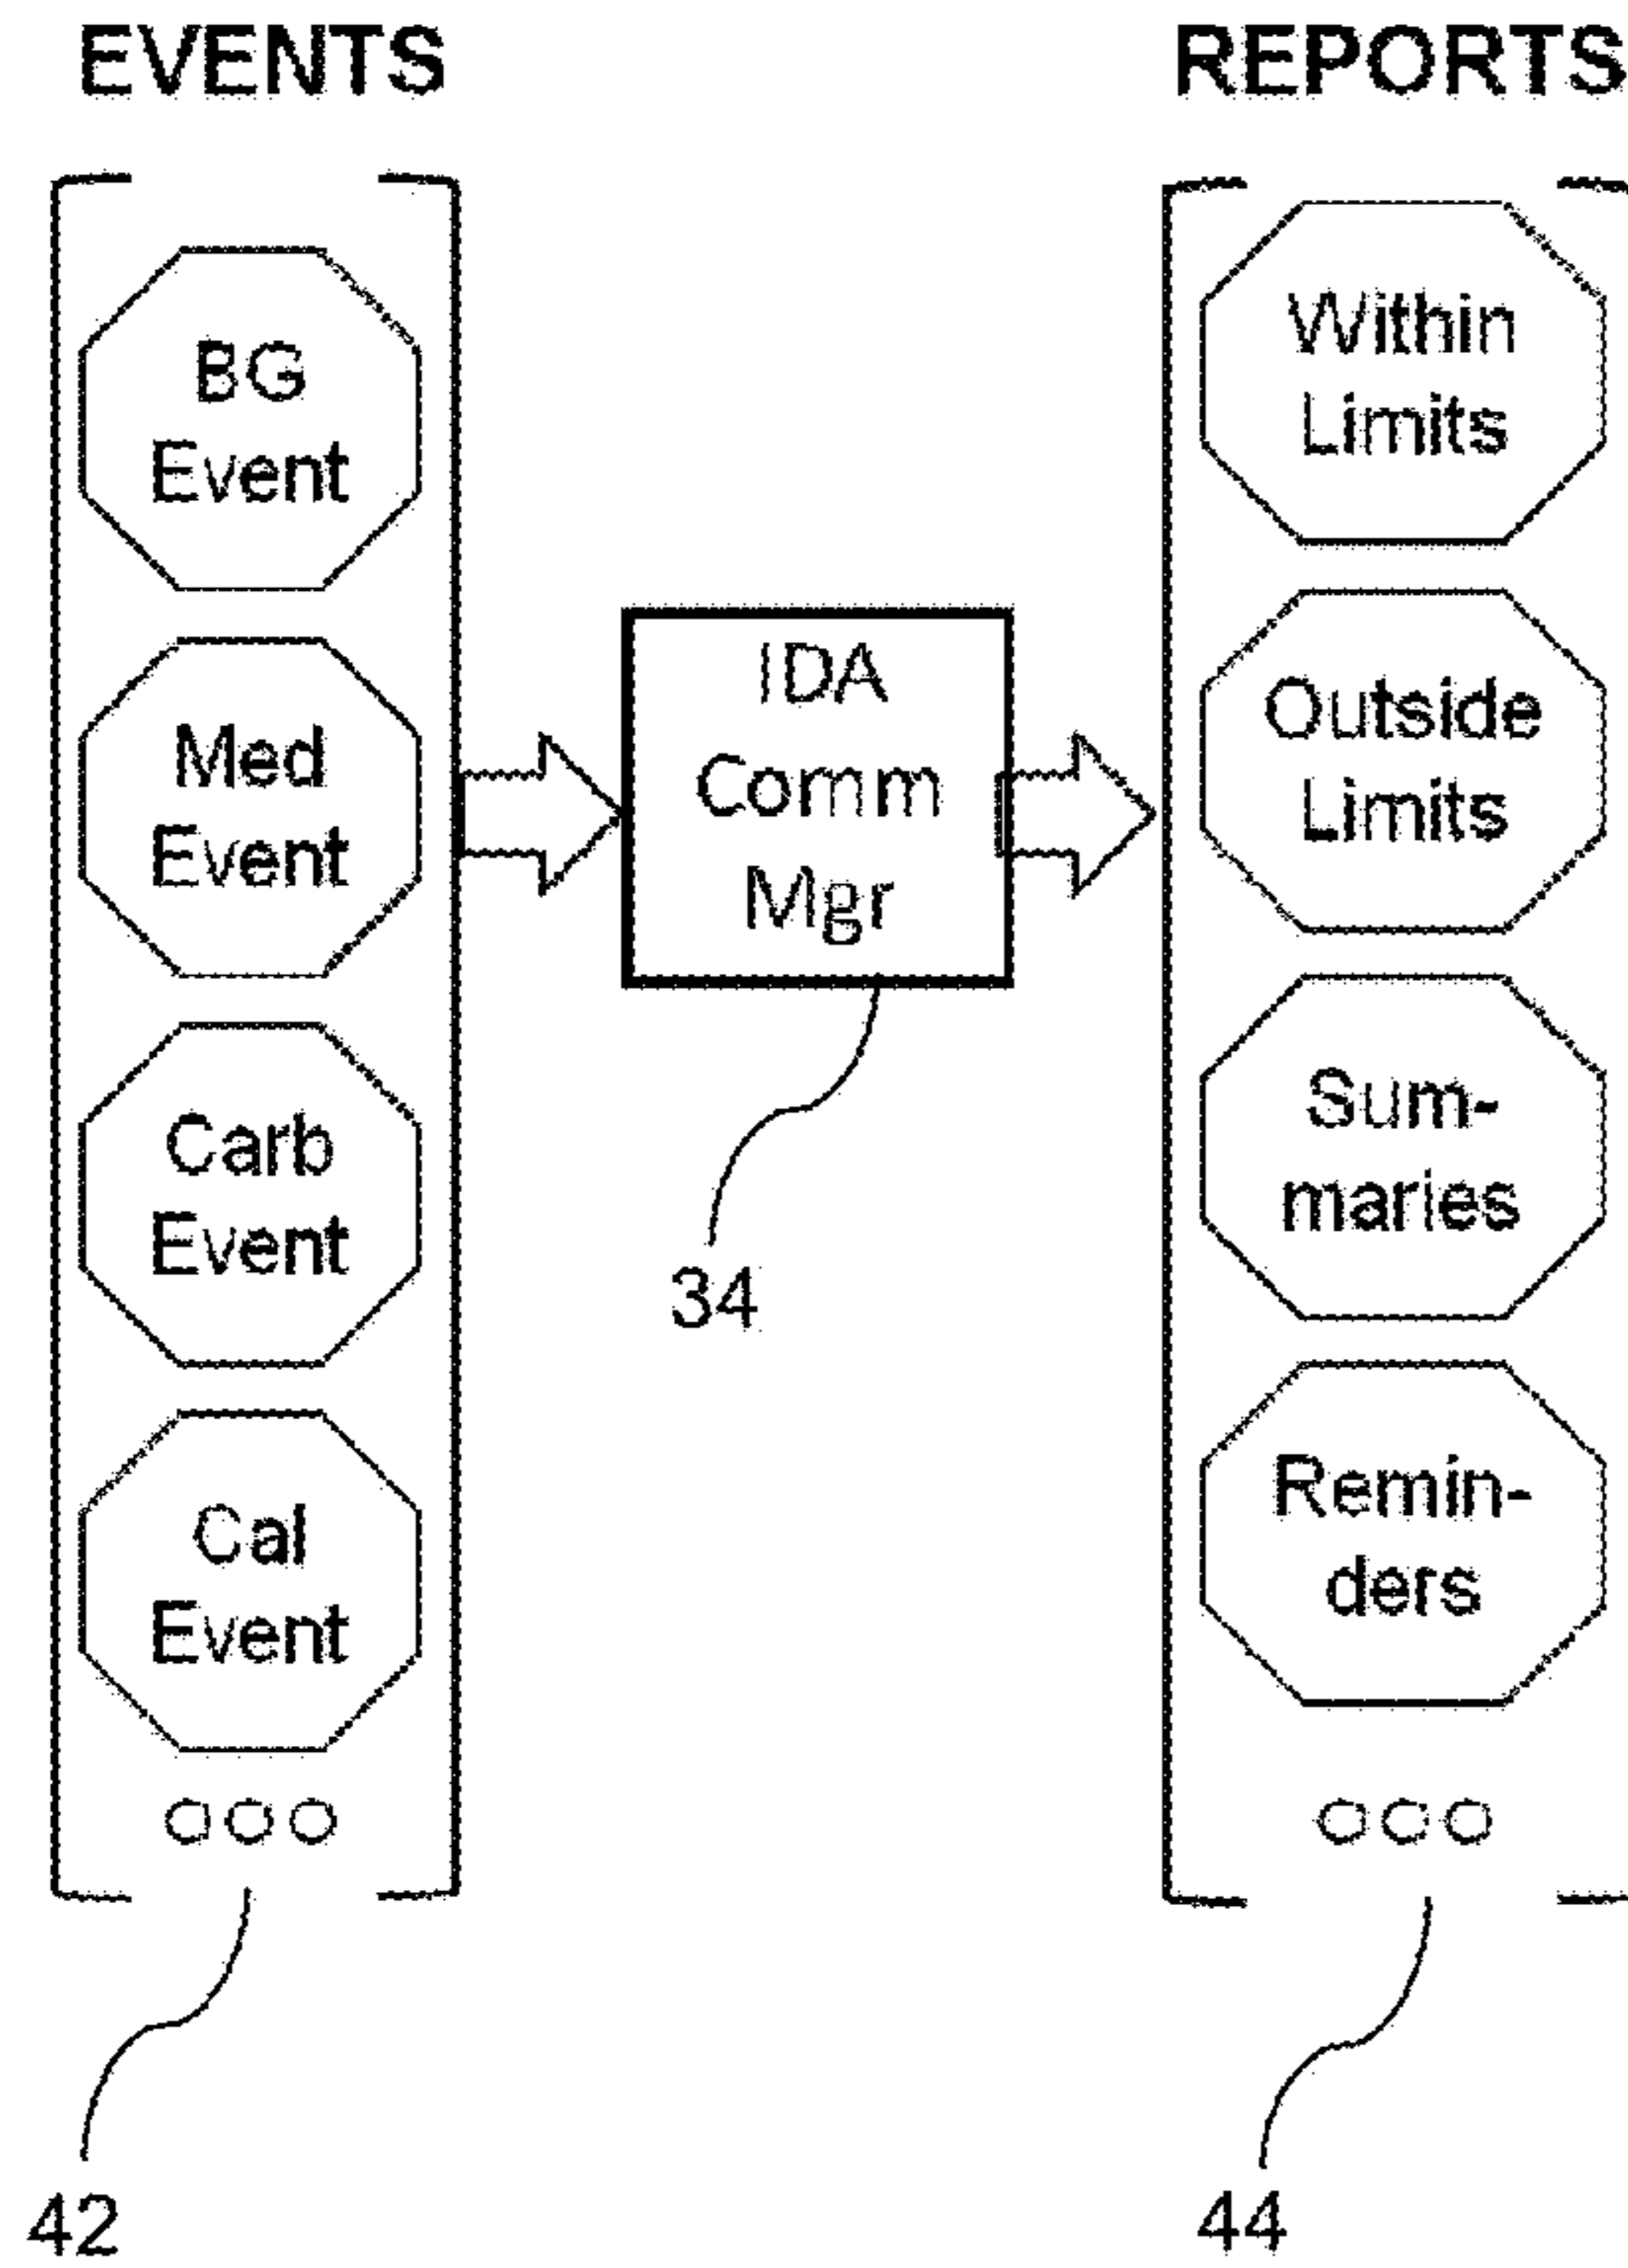 EVENTS
BG
Event
Med
Event
Carb
Event
Cal
Event
42
IDA
Comm
Mgr
34
REPORTS
Within
Limits
Outside
Limits
Sum-
maries
Remin-
ders
44